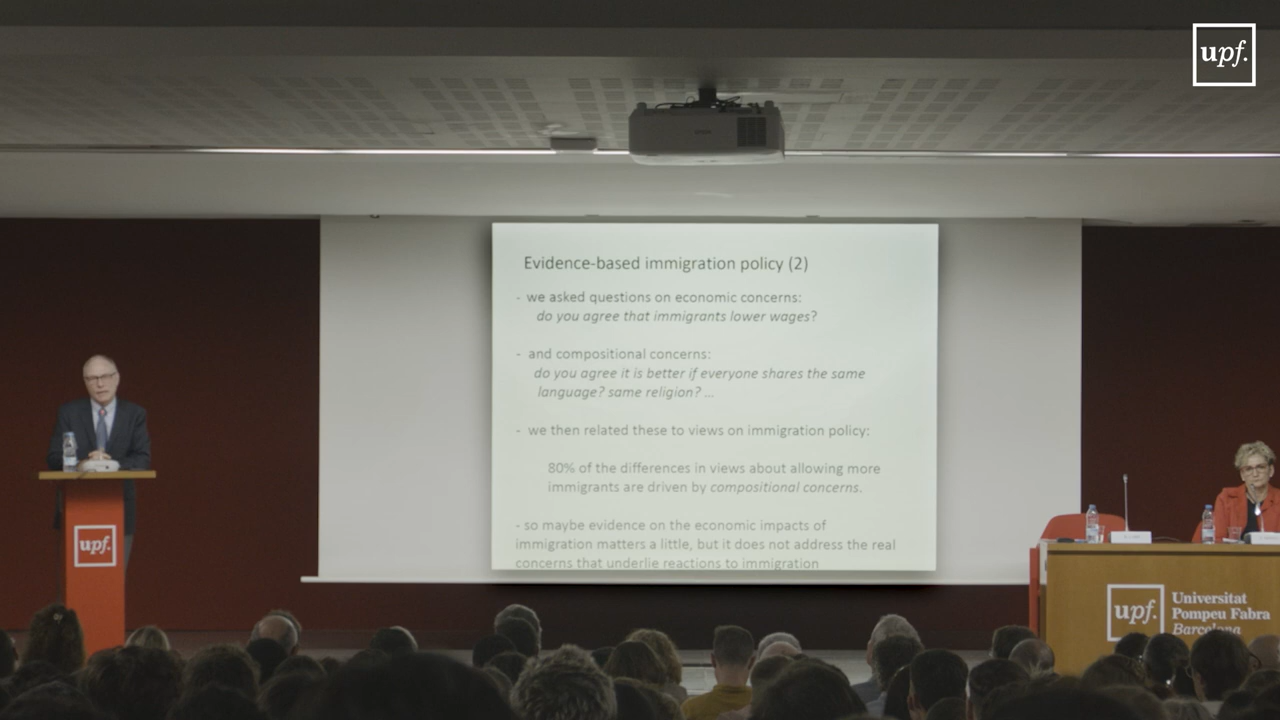 upf.
Evidence-based immigration policy (2)
- we asked questions on economic concerns:
do you agree that immigrants lower wages?
- and compositional concerns:
do you agree it is better if everyone shares the same
language? same religion? ...
- we then related these to views on immigration policy:
80% of the differences in views about allowing more
immigrants are driven by compositional concerns.
- so maybe evidence on the economic impacts of
immigration matters a little, but it does not address the real
concerns that underlie reactions to immigration
upf.
upf.
Universitat
Pompeu Fabra
Barcelona